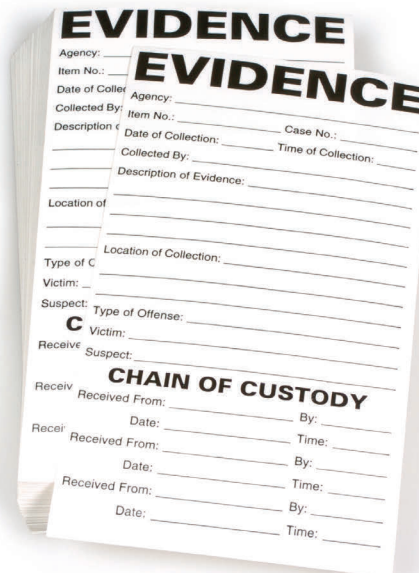 EVIDENCE
Agency:
Item No.:
Date of Collec
Collected By:
Description o
Location of
Type of O
Victim:
Suspect:
C
Receive
Receiv
Recei
EVIDENCE
Agency:
Item No.: Case No.:
Date of Collection: Time of Collection:
Collected By:
Description of Evidence:
Location of Collection:
Type of Offense:
Victim:
Suspect:
CHAIN OF CUSTODY
Received From: By:
Date: Time:
Received From: By:
Date: Time:
Received From: By:
Date: Time: